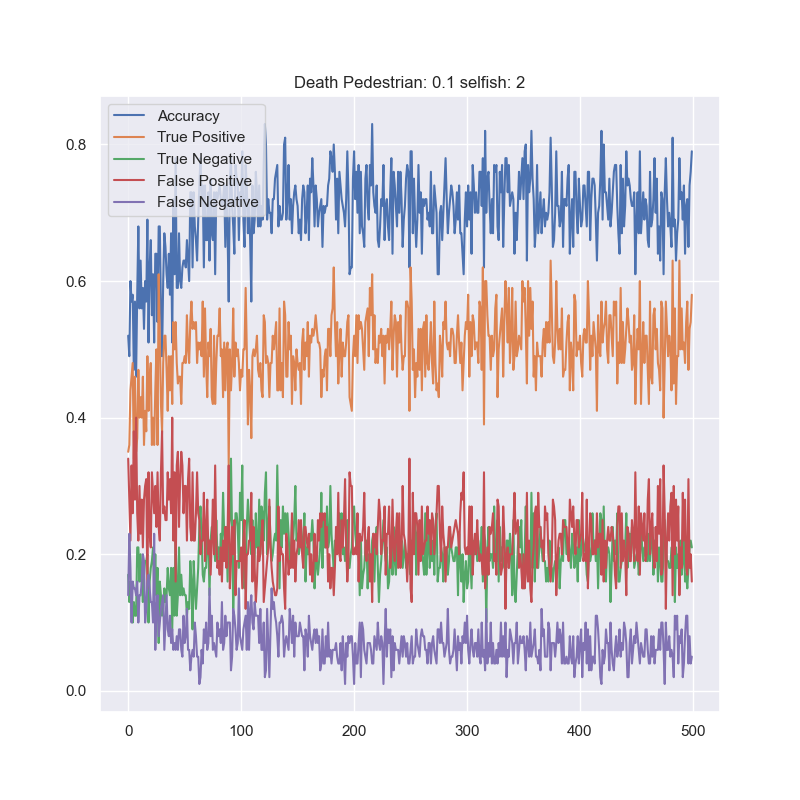 Death Pedestrian: 0.1 selfish: 2
Accuracy
True Positive
True Negative
False Positive
False Negative
0.8
0.6
0.4
0.2
0.0
0 100 200 300 400 500